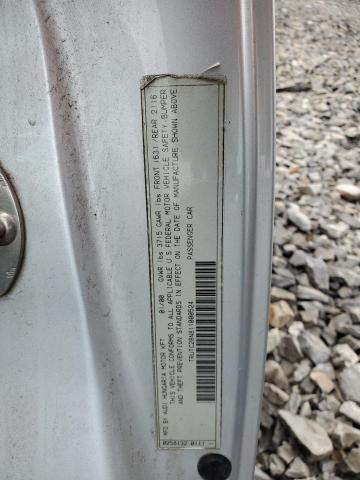 MFD BY AUDI HUNGARIA MOTOR KFT 01/00 GVWR lbs 3715 GAWR lbs FRONT 1631/REAR 2116
THIS VEHICLE CONFORMS TO ALL APPLICABLE U S FEDERAL MOTOR VEHICLE SAFETY,BUMPER
AND THEFT PREVENTION STANDARDS IN EFFECT ON THE DATE OF MANUFACTURE SHOWN ABOVE.
TRUTC28N811000524 PASSENGER CAR